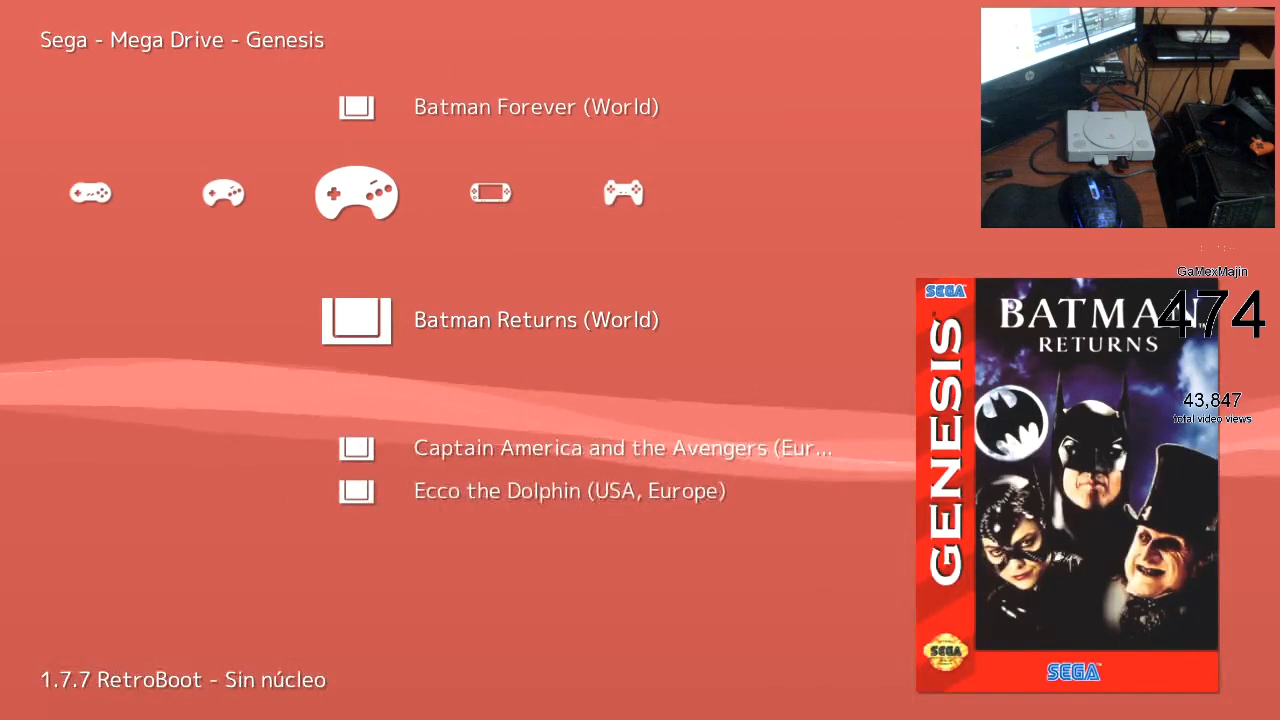 Sega - Mega Drive - Genesis
Batman Forever (World)
Batman Returns (World)
Captain America and the Avengers (Eur...
Ecco the Dolphin (USA, Europe)
1.7.7 RetroBoot - Sin núcleo
GaMexMajin
474
43,847
total video views
SEGA
GENESIS
BATMAN
RETURNS
SEGA
SEGA